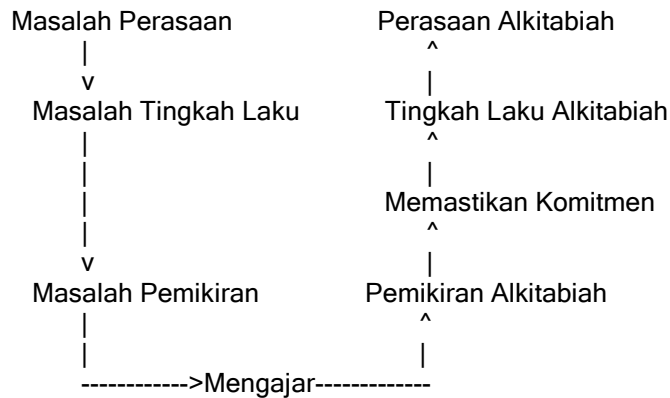 Masalah Perasaan Perasaan Alkitabiah
| ^
v |
Masalah Tingkah Laku Tingkah Laku Alkitabiah
| ^
| |
| Memastikan Komitmen
| ^
v |
Masalah Pemikiran Pemikiran Alkitabiah
| ^
| |
------------>Mengajar-------------